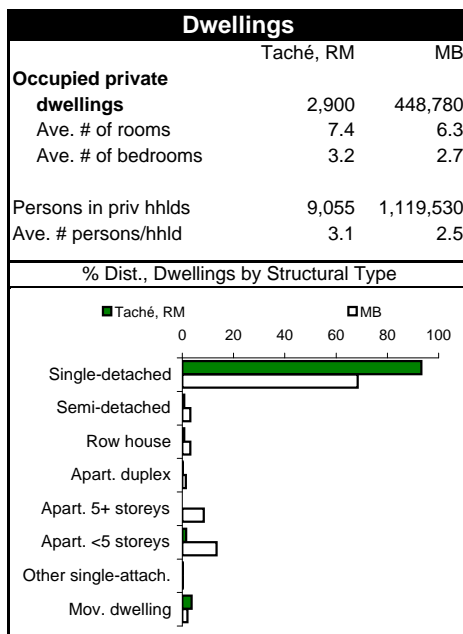 Dwellings
Taché, RM MB
Occupied private
dwellings 2,900 448,780
Ave. # of rooms 7.4 6.3
Ave. # of bedrooms 3.2 2.7
Persons in priv hhlds 9,055 1,119,530
Ave. # persons/hhld 3.1 2.5
% Dist., Dwellings by Structural Type
Taché, RM MB
0 20 40 60 80 100
Single-detached
Semi-detached
Row house
Apart. duplex
Apart. 5+ storeys
Apart. <5 storeys
Other single-attach.
Mov. dwelling